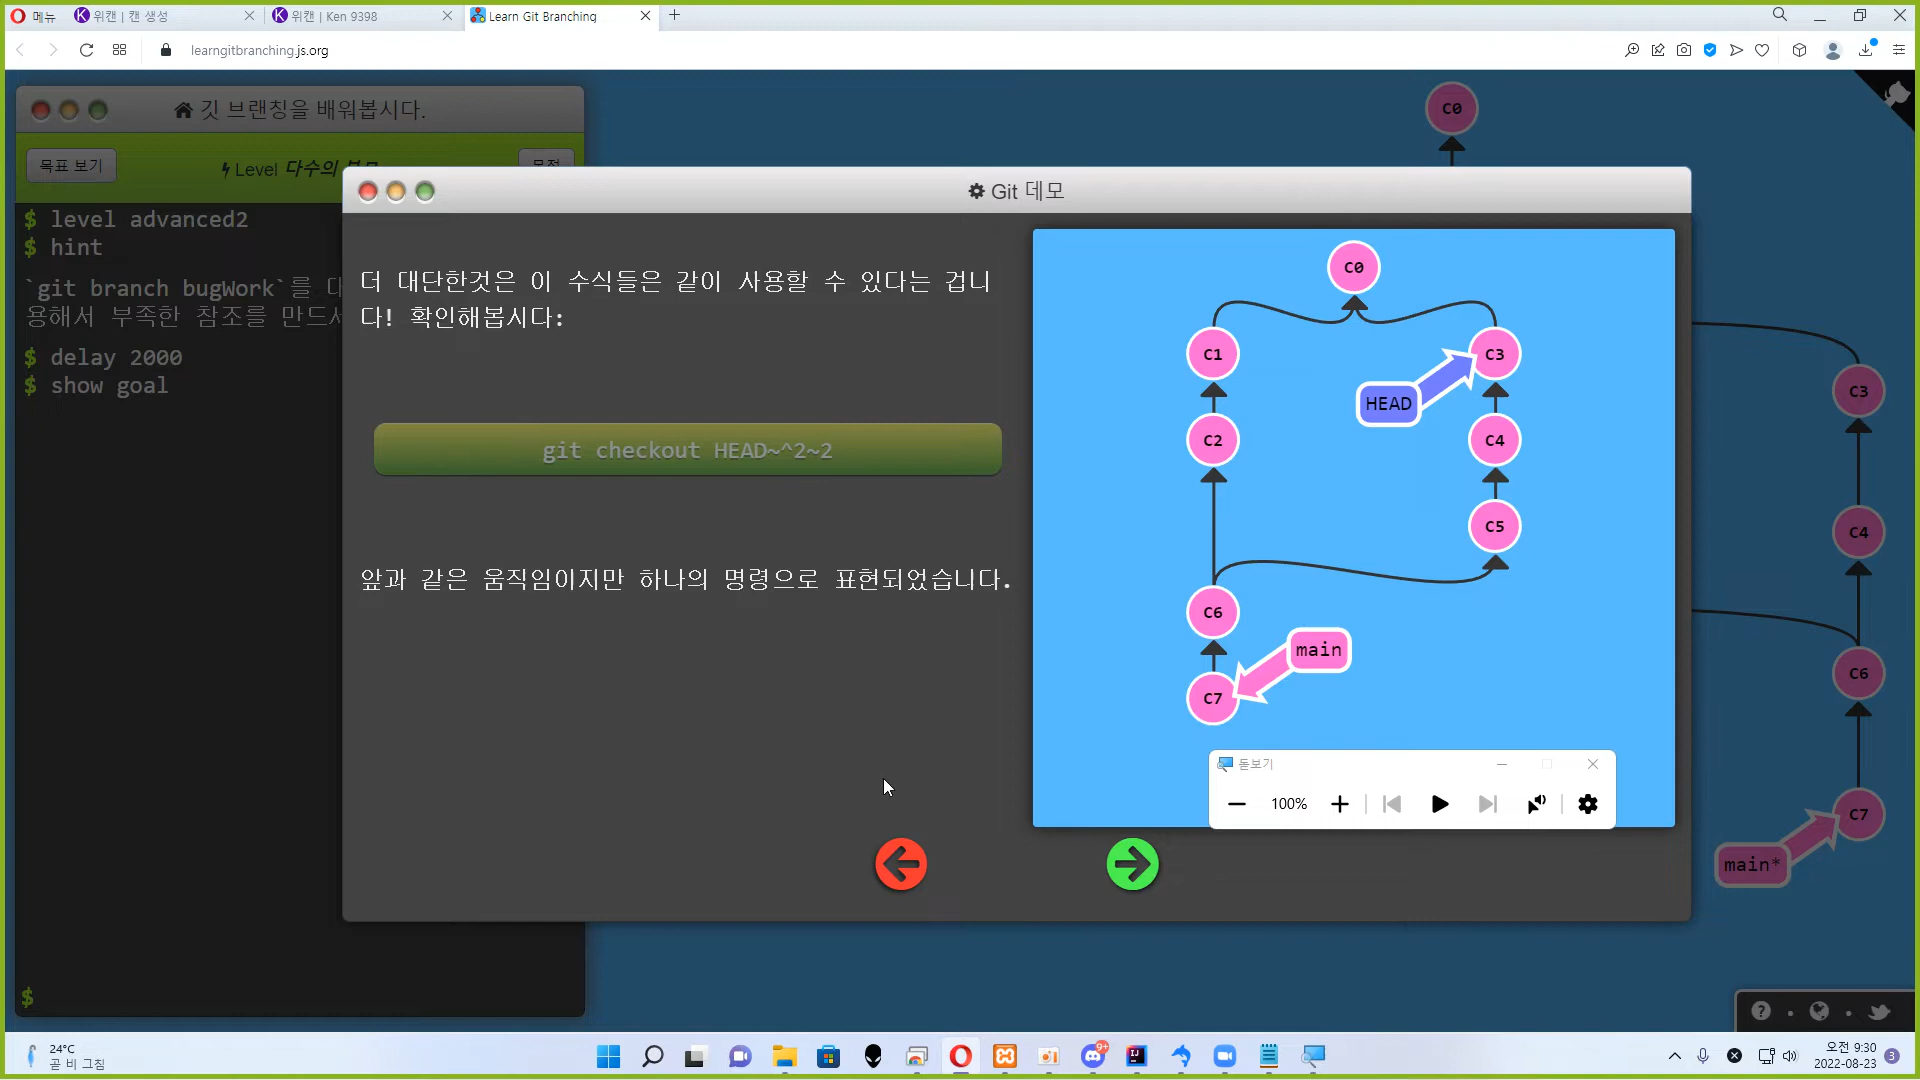 메뉴
위캔 | 캔 생성
위캔 | Ken 9398
Learn Git Branching
learngitbranching.js.org
깃 브랜칭을 배워봅시다.
목표 보기
Level 다수의
$ level advanced2
$ hint
`git branch bugWork`를
용해서 부족한 참조를
$ delay 2000
$ show goal
$
Git 데모
더 대단한것은 이 수식들은 같이 사용할 수 있다는 겁니
다! 확인해봅시다:
git checkout HEAD~^2~2
앞과 같은 움직임이지만 하나의 명령으로 표현되었습니다.
C0
C1
C3
HEAD
C2
C4
C5
C6
main
C7
돋보기
100%
C0
C3
C4
C6
C7
main*
24°C
곧 비 그침
9+
오전 9:30
2022-08-23
3